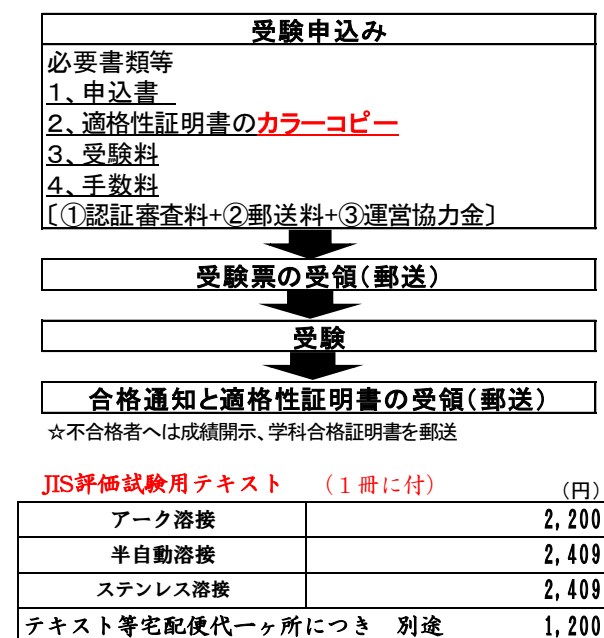 受験申込み
必要書類等
1、申込書
2、適格性証明書のカラーコピー
3、受験料
4、手数料
〔①認証審査料+②郵送料+③運営協力金〕
受験票の受領(郵送)
受験
合格通知と適格性証明書の受領(郵送)
☆不合格者へは成績開示、学科合格証明書を郵送
JIS評価試験用テキスト (1冊に付) (円)
アーク溶接 2,200
半自動溶接 2,409
ステンレス溶接 2,409
テキスト等宅配便代一ヶ所につき 別途 1,200